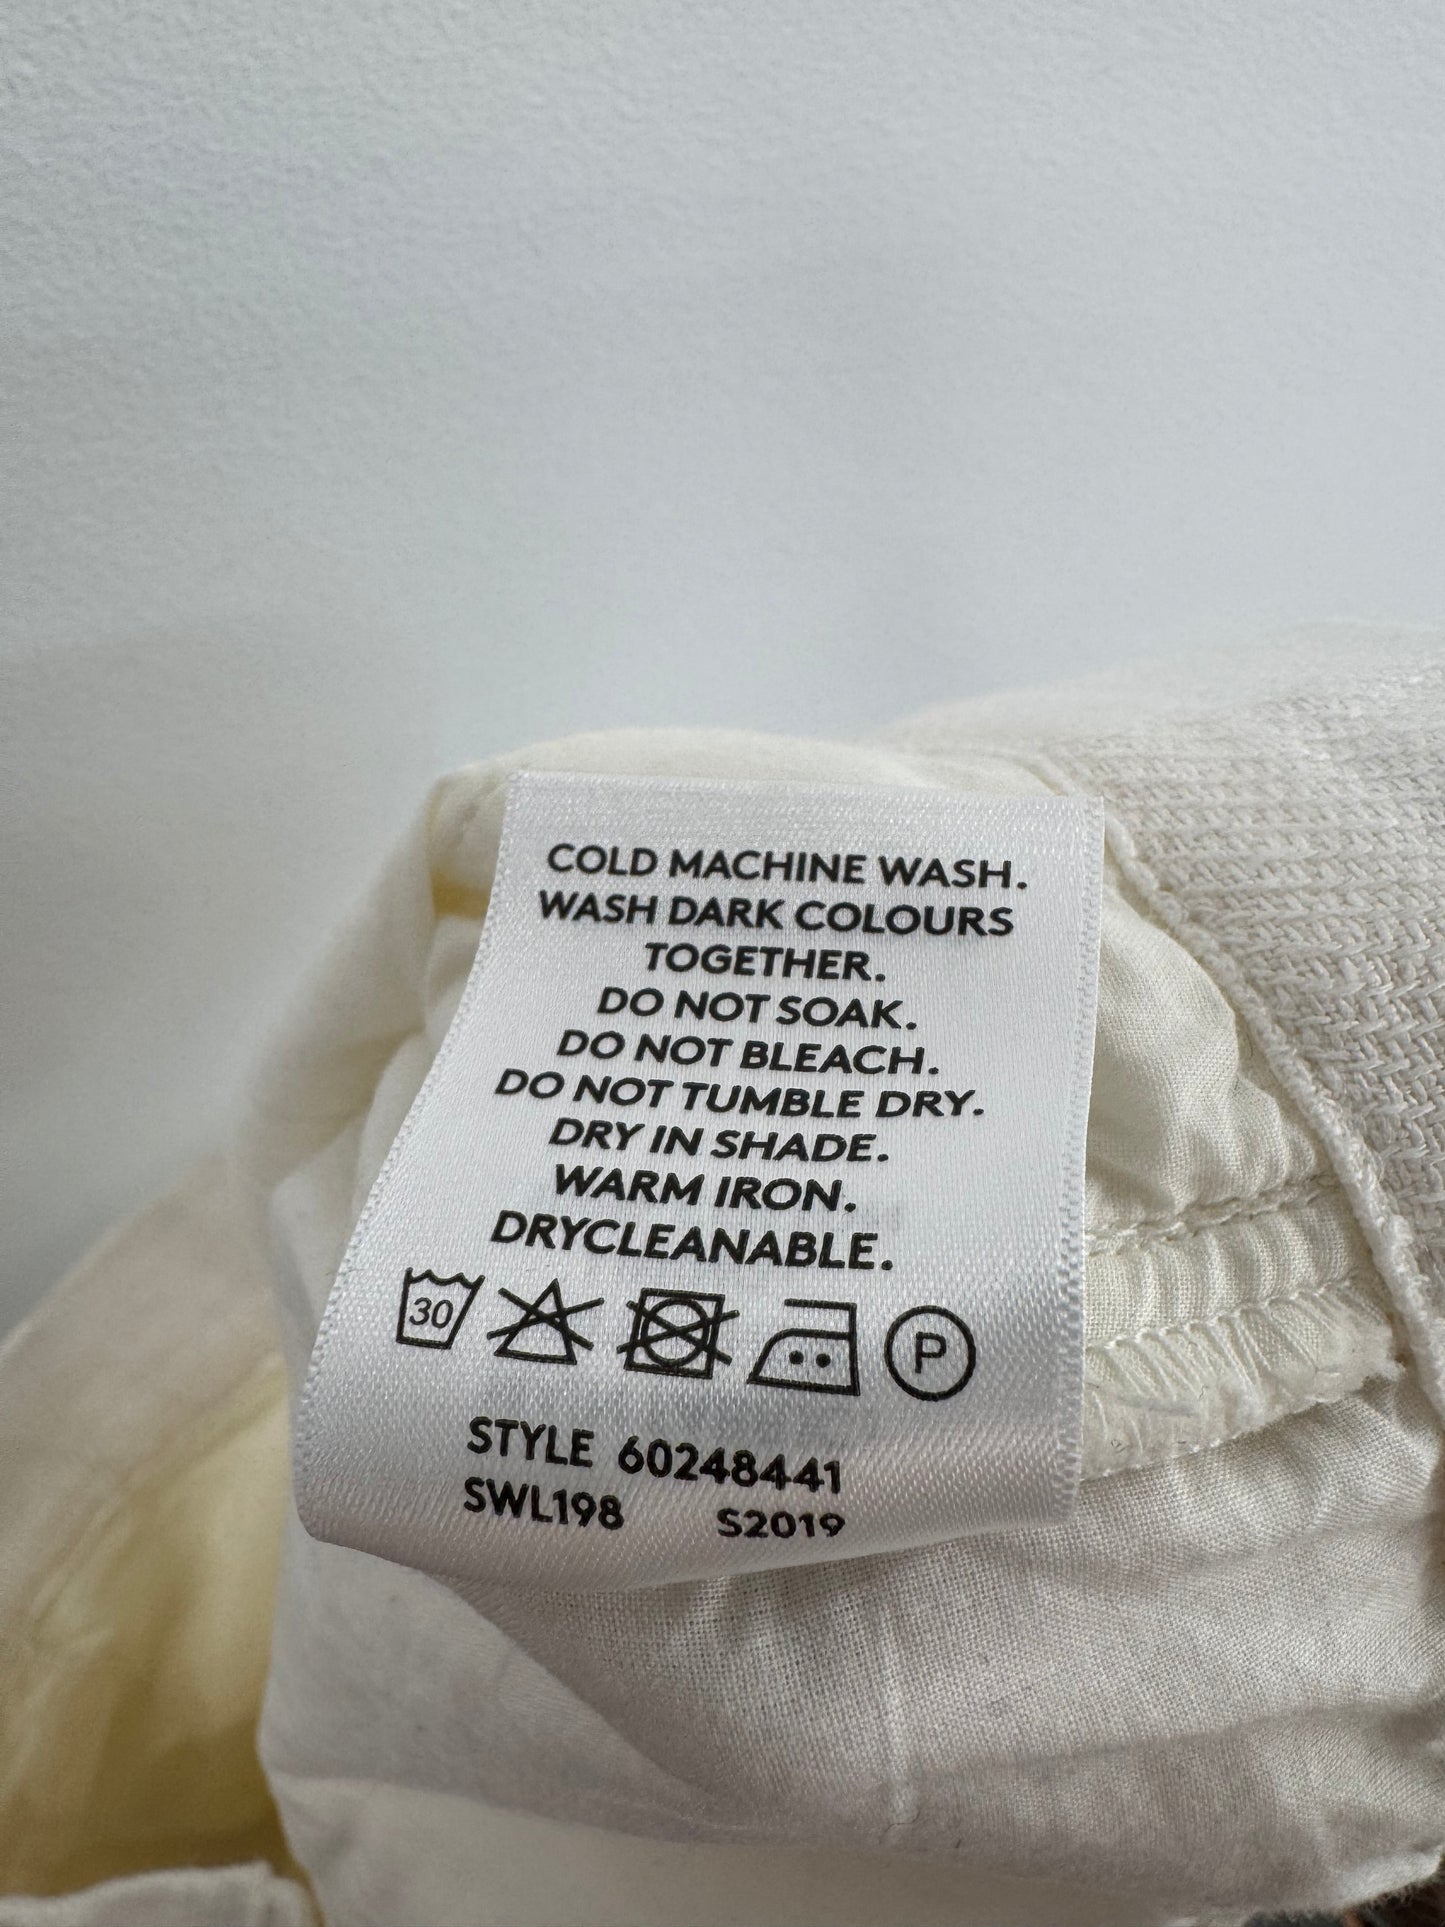 COLD MACHINE WASH.
WASH DARK COLOURS
TOGETHER.
DO NOT SOAK.
DO NOT BLEACH.
DO NOT TUMBLE DRY.
DRY IN SHADE.
WARM IRON.
DRYCLEANABLE.
30 P
STYLE 60248441
SWL198 S2019